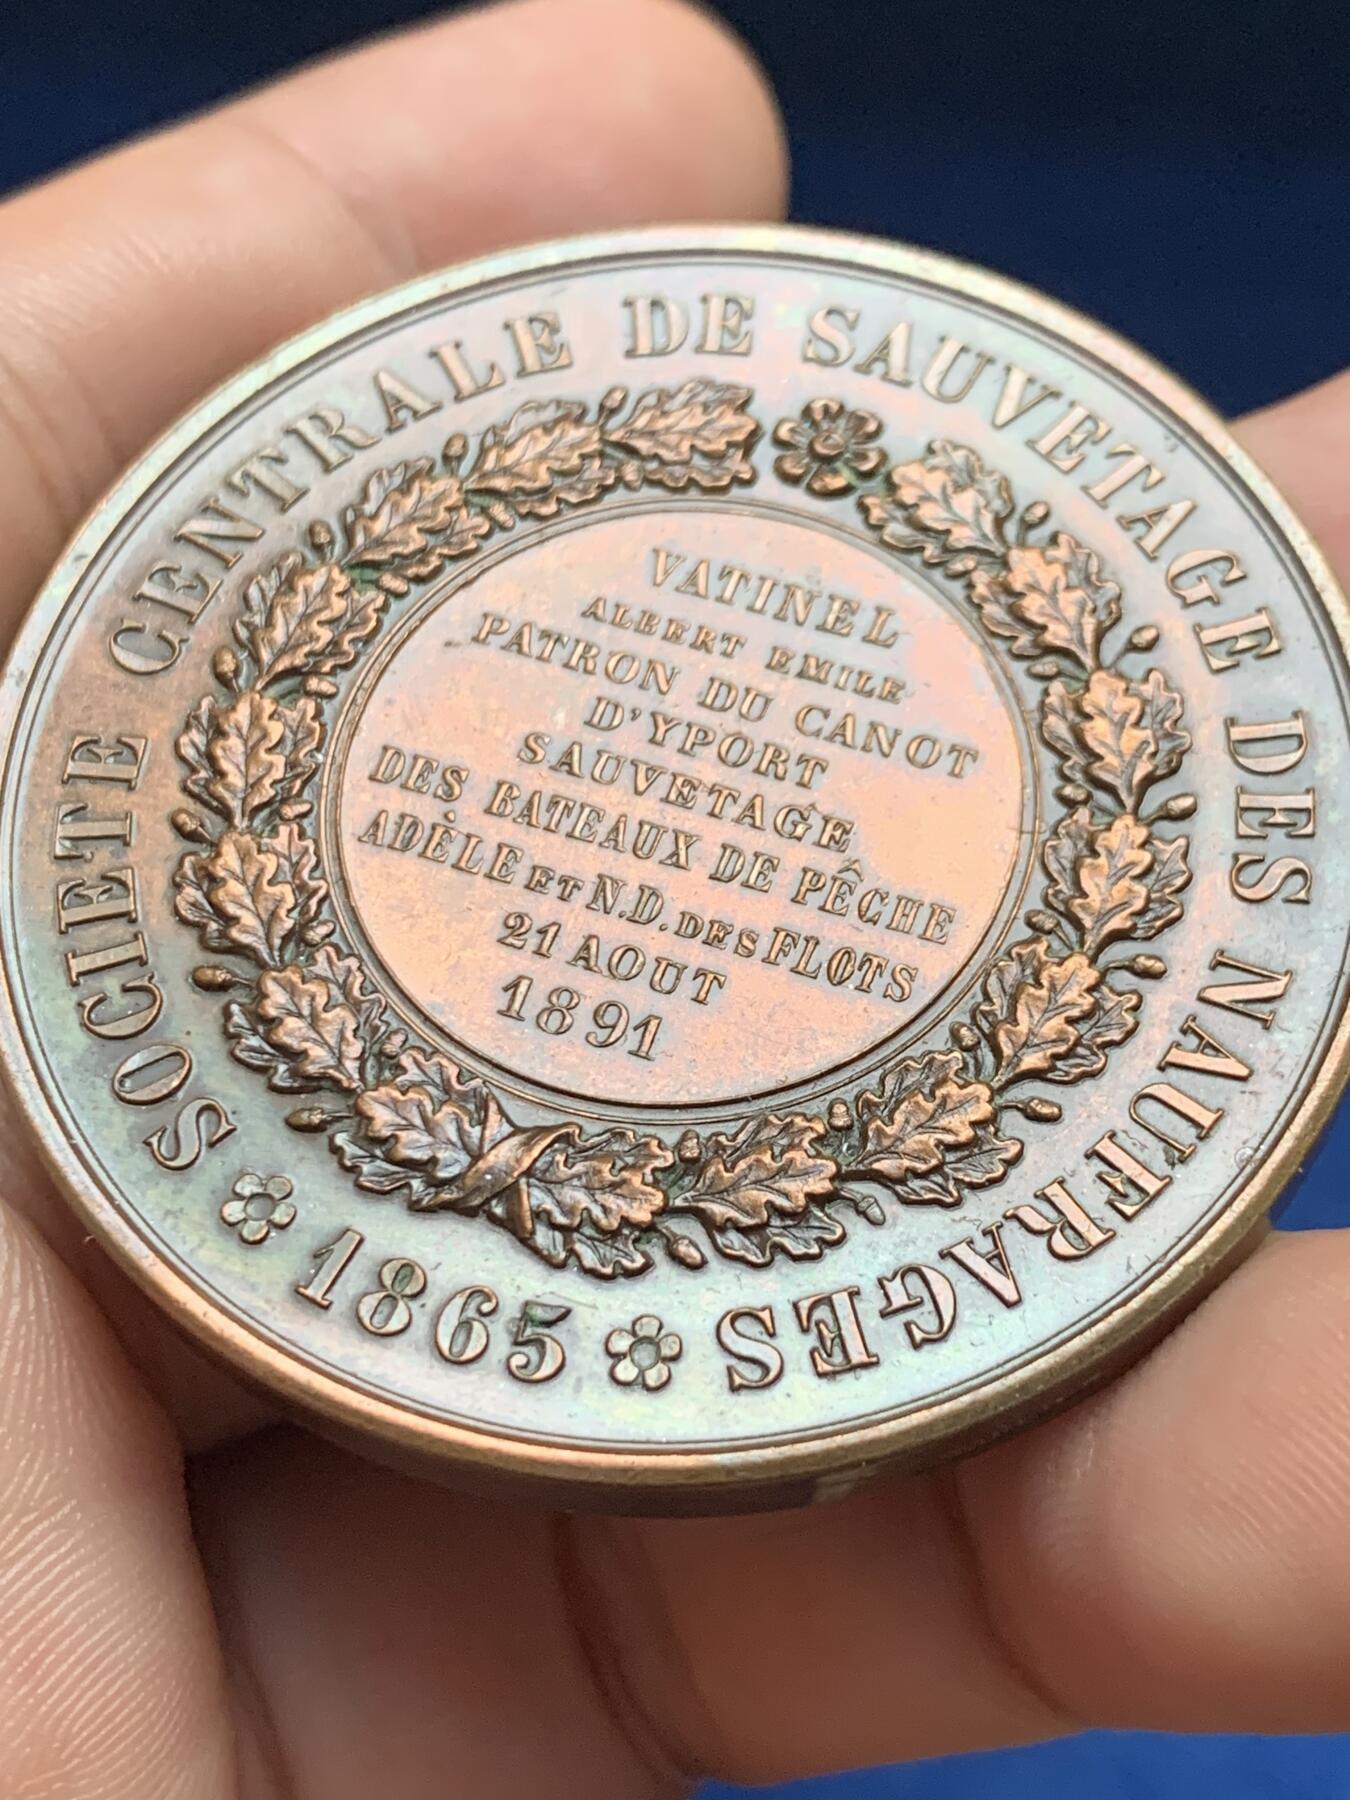 SOCIETE CENTRALE DE SAUVETAGE DES NAUFRAGES
1865
VATINEL
ALBERT EMILE
PATRON DU CANOT
D'YPORT
SAUVETAGE
DES BATEAUX DE PÊCHE
ADÈLE ET N.D. DES FLOTS
21 AOUT
1891